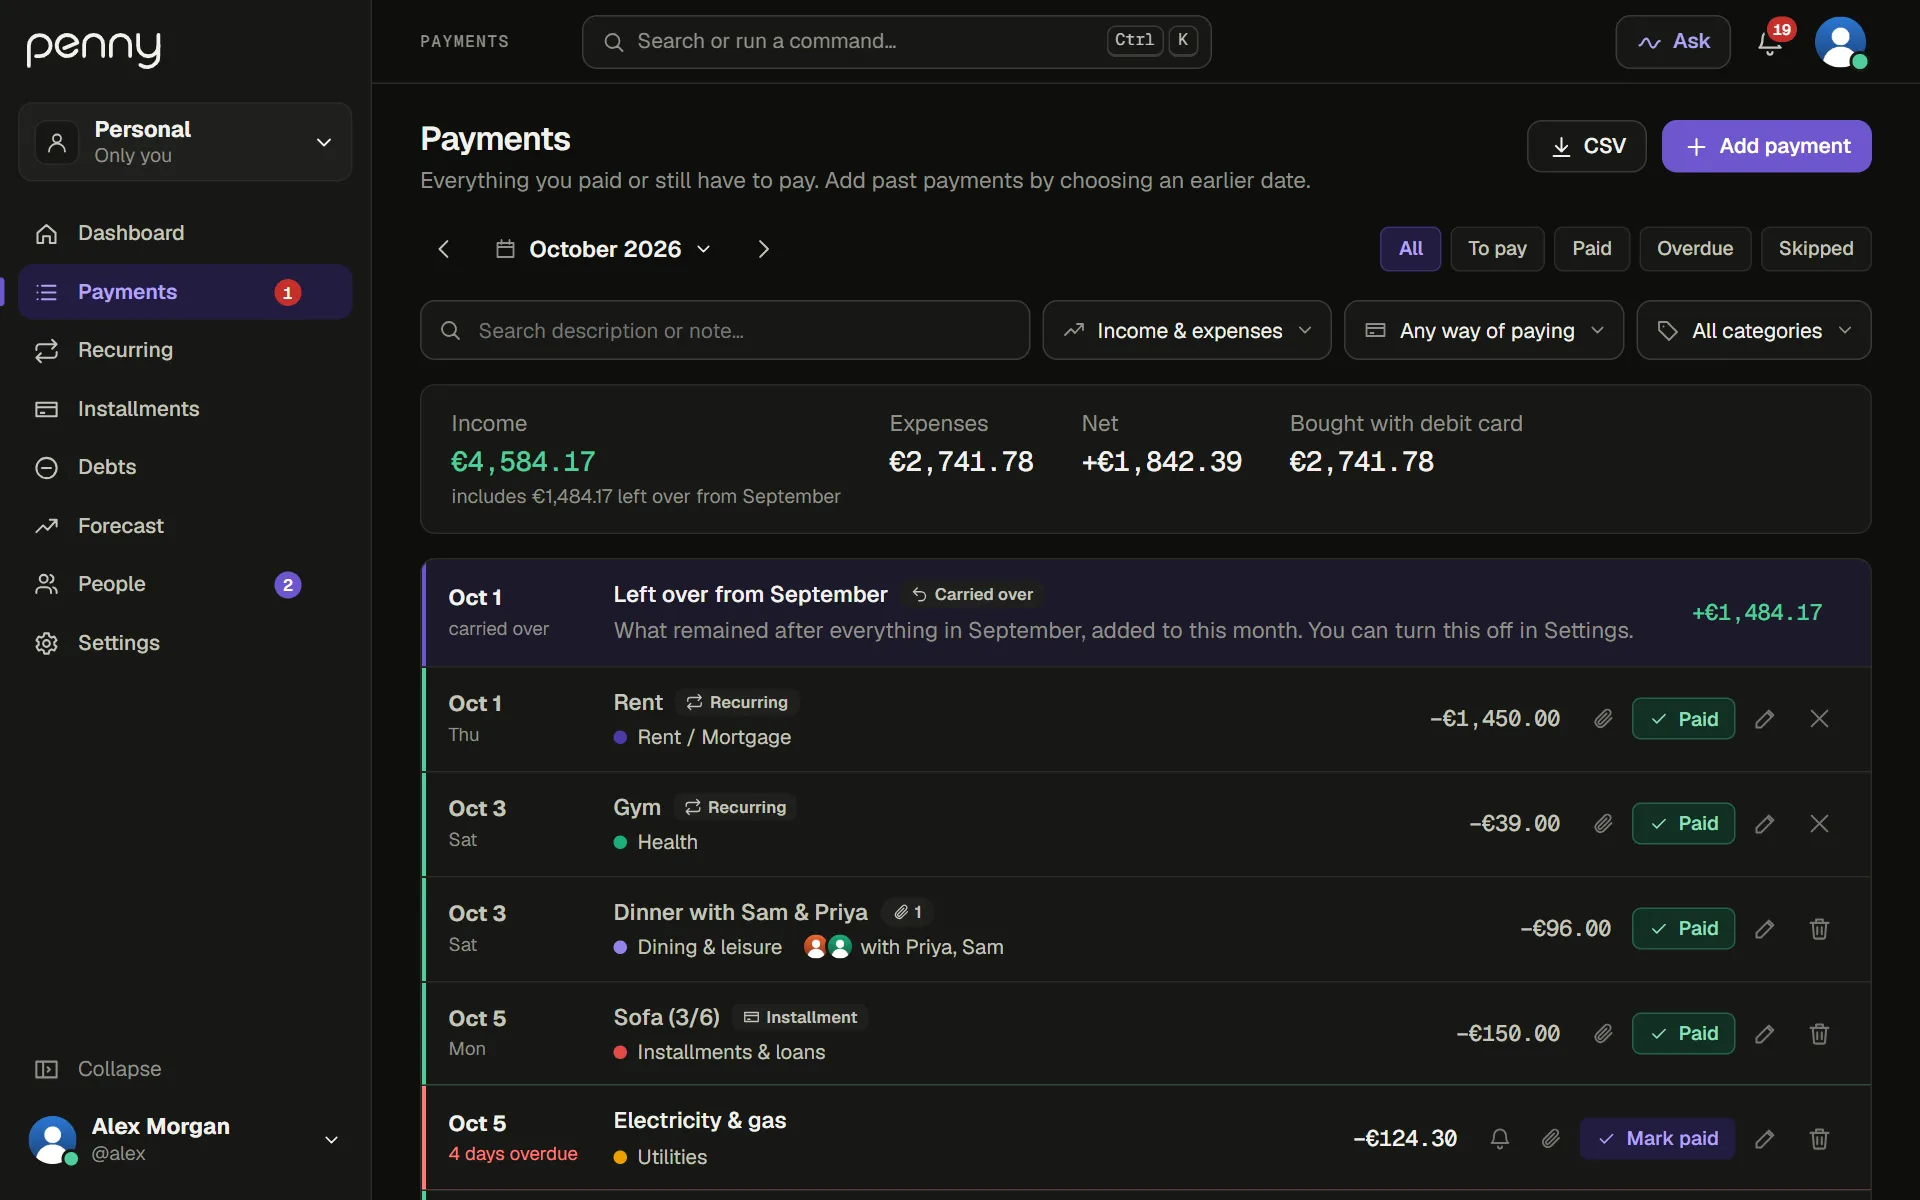 penny
PAYMENTS
Search or run a command...
Ctrl K
Ask
19
Personal
Only you
Dashboard
Payments 1
Recurring
Installments
Debts
Forecast
People 2
Settings
Collapse
Alex Morgan
@alex
Payments
Everything you paid or still have to pay. Add past payments by choosing an earlier date.
CSV
Add payment
October 2026
All
To pay
Paid
Overdue
Skipped
Search description or note...
Income & expenses
Any way of paying
All categories
Income
€4,584.17
includes €1,484.17 left over from September
Expenses
€2,741.78
Net
+€1,842.39
Bought with debit card
€2,741.78
Oct 1
carried over
Left over from September
Carried over
What remained after everything in September, added to this month. You can turn this off in Settings.
+€1,484.17
Oct 1
Thu
Rent
Recurring
Rent / Mortgage
−€1,450.00
Paid
Oct 3
Sat
Gym
Recurring
Health
−€39.00
Paid
Oct 3
Sat
Dinner with Sam & Priya
1
Dining & leisure
with Priya, Sam
−€96.00
Paid
Oct 5
Mon
Sofa (3/6)
Installment
Installments & loans
−€150.00
Paid
Oct 5
4 days overdue
Electricity & gas
Utilities
−€124.30
Mark paid